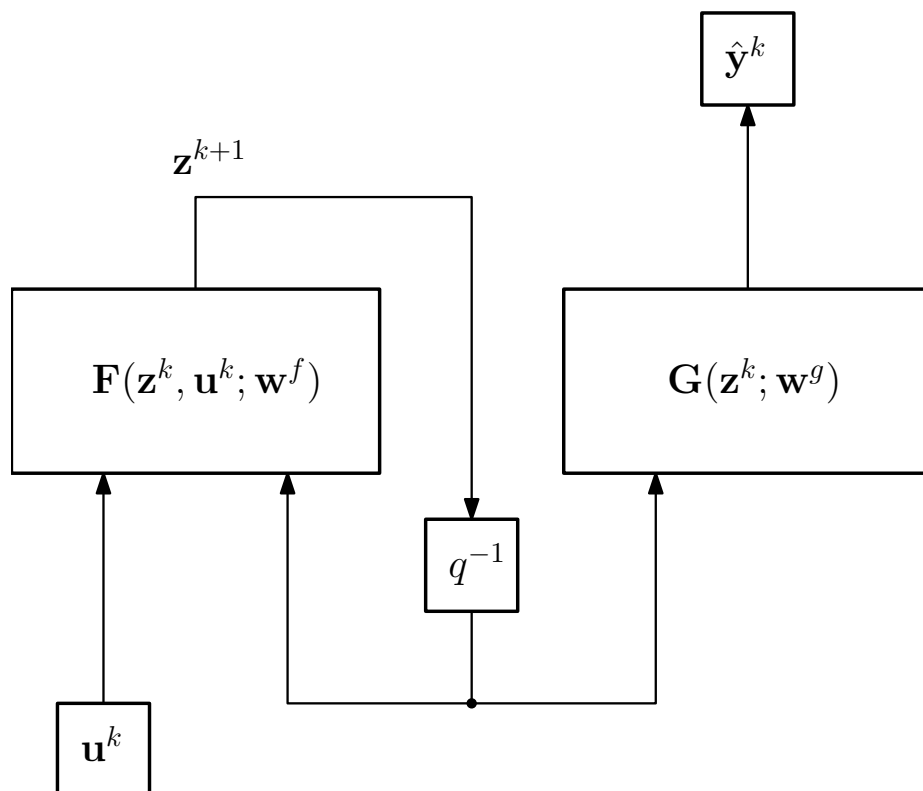 ŷ^k
z^{k+1}
F(z^k, u^k; w^f)
G(z^k; w^g)
q^{-1}
u^k